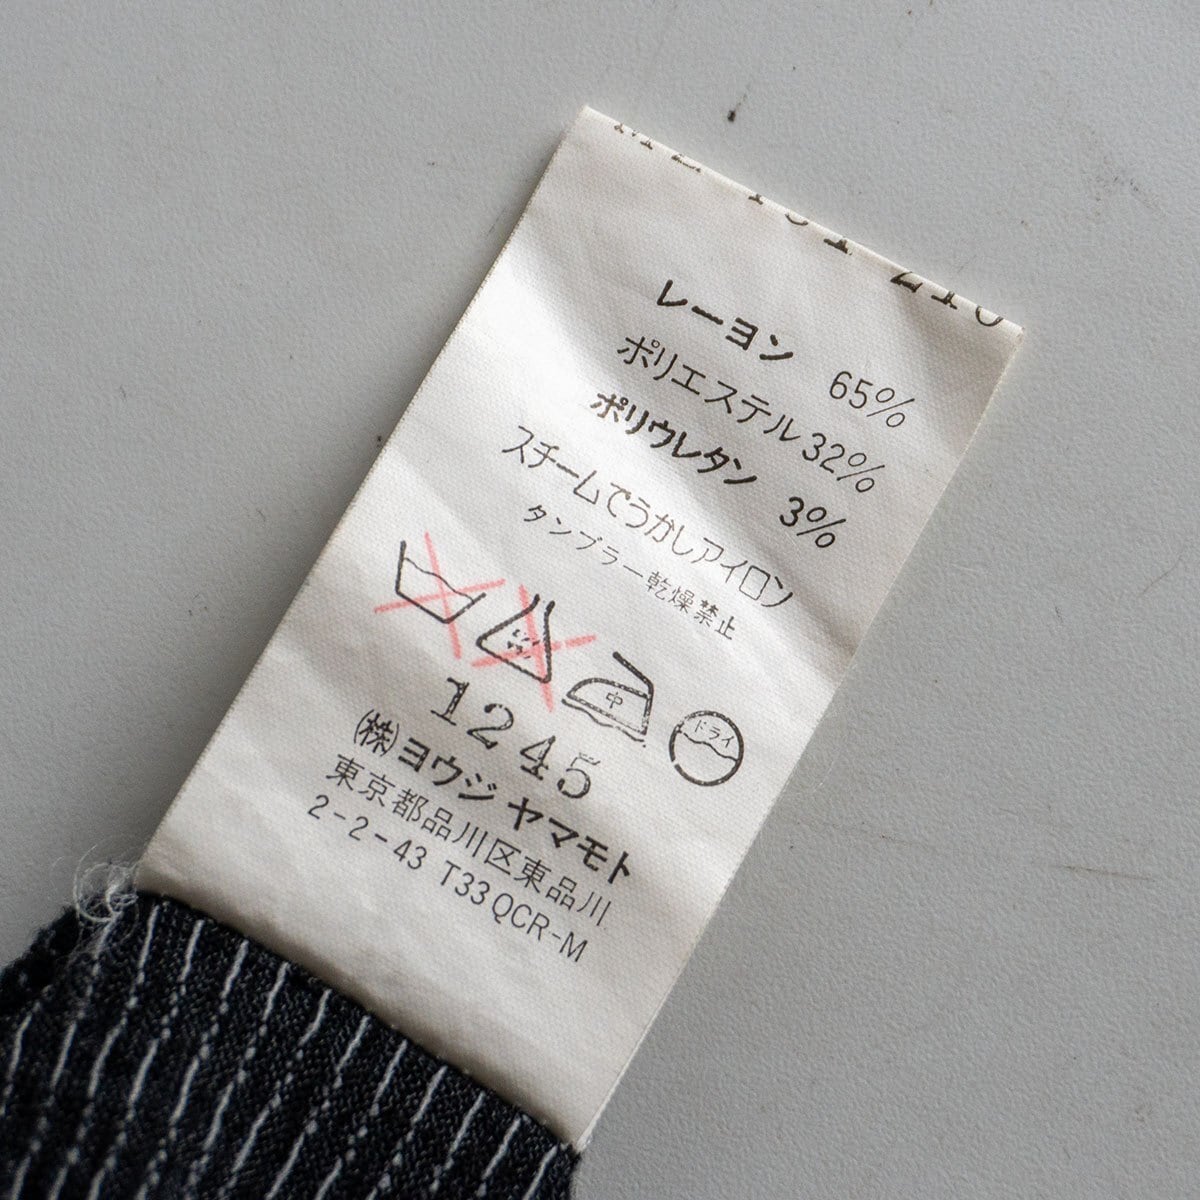 レーヨン 65%
ポリエステル 32%
ポリウレタン 3%
スチームでうかしアイロン
タンブラー乾燥禁止
中
ドライ
1245
(株)ヨウジ ヤマモト
東京都品川区東品川
2-2-43 T33QCR-M